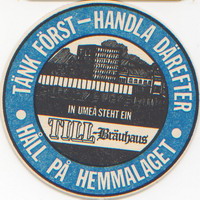 TÄNK FÖRST – HANDLA DÄREFTER
IN UMEÅ STEHT EIN
TILL-Bräuhaus
· HÅLL PÅ HEMMALAGET ·